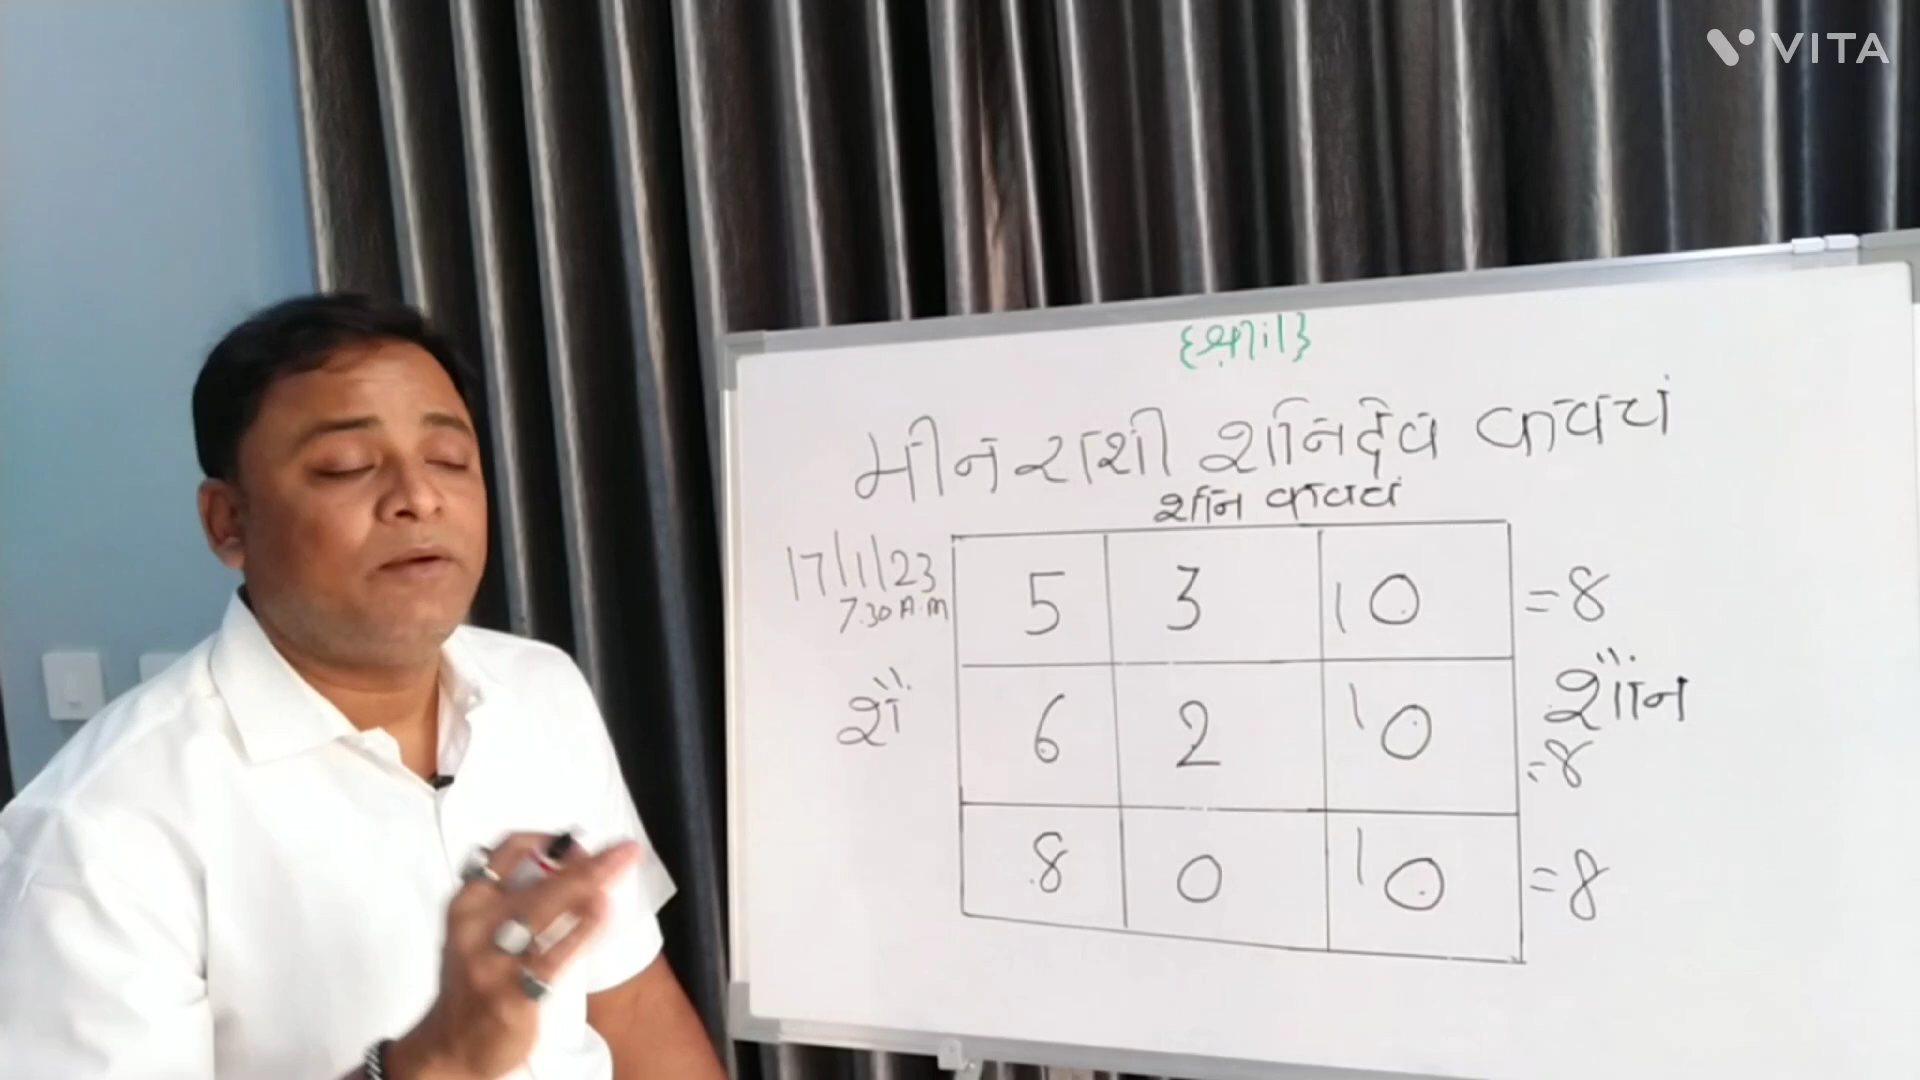 VITA
मीन राशी शनिदेव कवच
शनि कवच
17/1/23
7.30 A.M
5 3 10 =8
शं
6 2 10 =8
शनि
8 0 10 =8